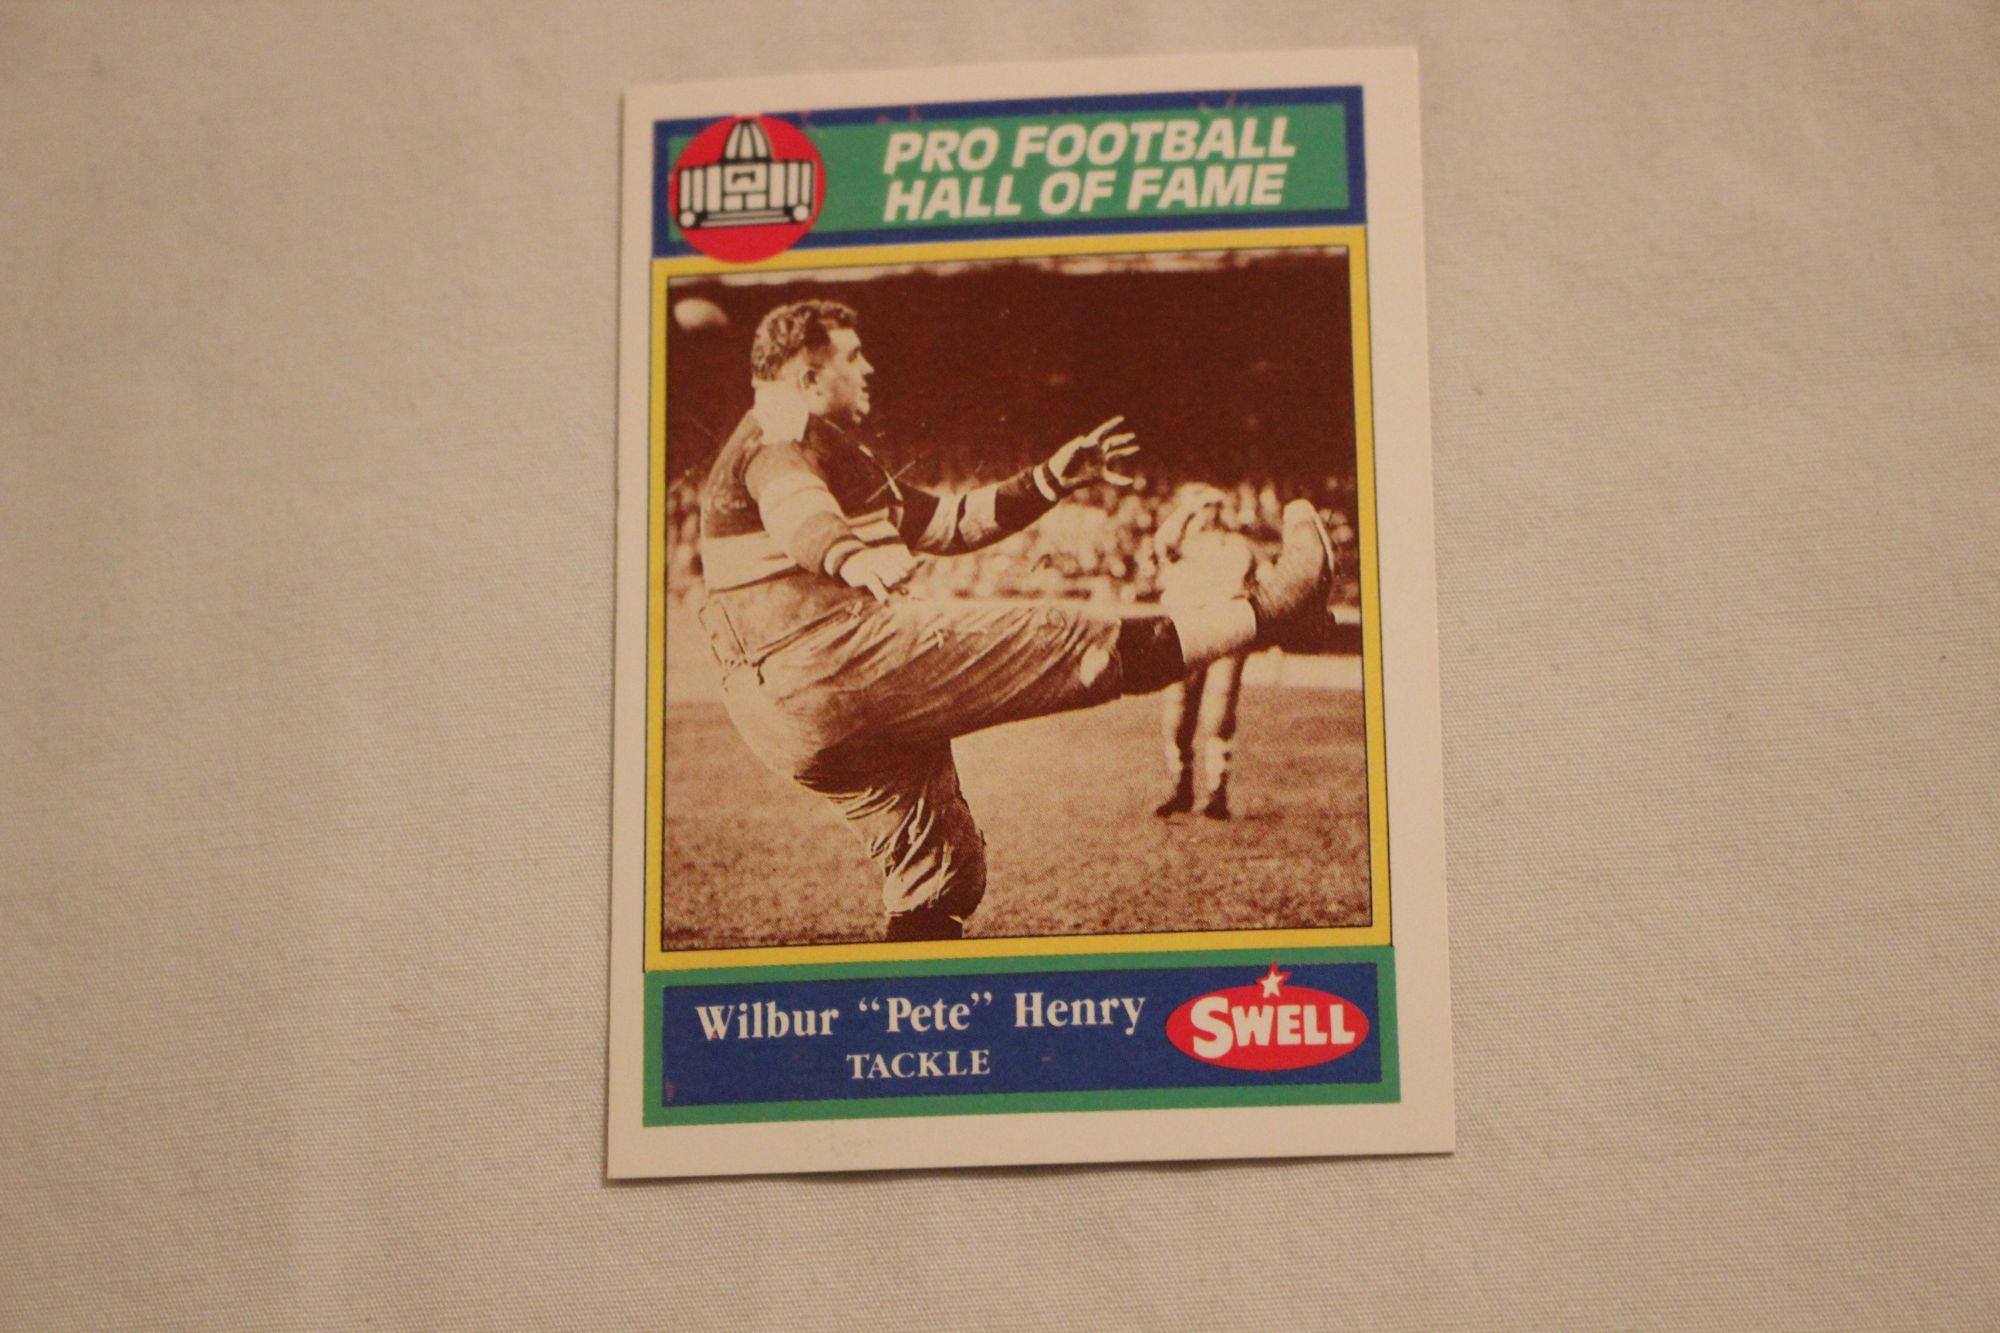 PRO FOOTBALL
HALL OF FAME
Wilbur “Pete” Henry
TACKLE
SWELL